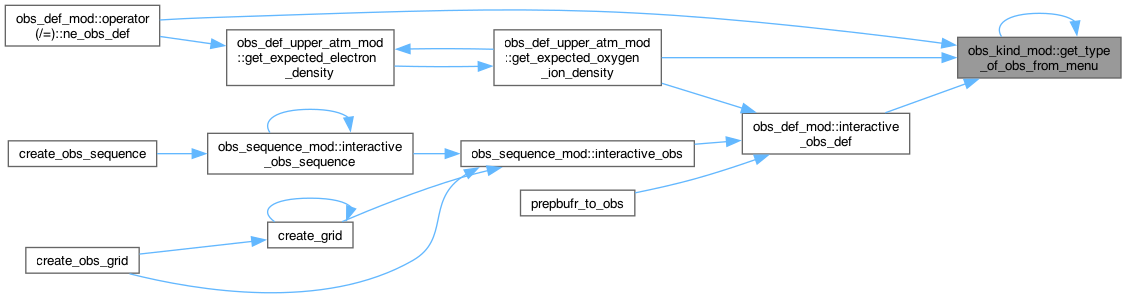 obs_def_mod::operator
(/=)::ne_obs_def
obs_def_upper_atm_mod
::get_expected_electron
_density
obs_def_upper_atm_mod
::get_expected_oxygen
_ion_density
obs_kind_mod::get_type
_of_obs_from_menu
obs_def_mod::interactive
_obs_def
create_obs_sequence
obs_sequence_mod::interactive
_obs_sequence
obs_sequence_mod::interactive_obs
prepbufr_to_obs
create_grid
create_obs_grid